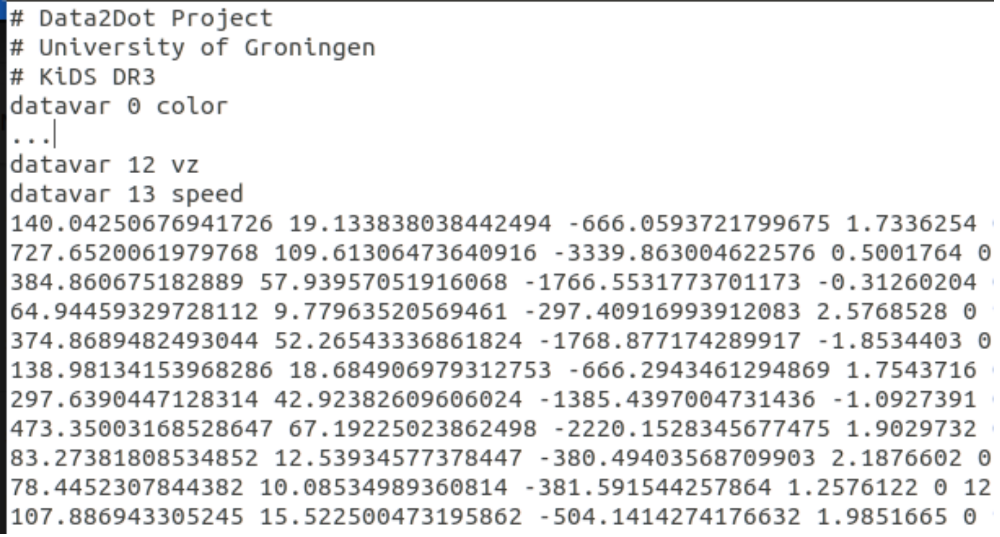 # Data2Dot Project
# University of Groningen
# KiDS DR3
datavar 0 color
...
datavar 12 vz
datavar 13 speed
140.04250676941726 19.133838038442494 -666.0593721799675 1.7336254
727.6520061979768 109.61306473640916 -3339.863004622576 0.5001764 0
384.860675182889 57.93957051916068 -1766.5531773701173 -0.31260204
64.94459329728112 9.77963520569461 -297.40916993912083 2.5768528 0
374.8689482493044 52.26543336861824 -1768.877174289917 -1.8534403 0
138.98134153968286 18.684906979312753 -666.2943461294869 1.7543716
297.6390447128314 42.92382609606024 -1385.4397004731436 -1.0927391
473.35003168528647 67.19225023862498 -2220.1528345677475 1.9029732
83.27381808534852 12.53934577378447 -380.49403568709903 2.1876602 0
78.4452307844382 10.08534989360814 -381.591544257864 1.2576122 0 12
107.886943305245 15.522500473195862 -504.1414274176632 1.9851665 0